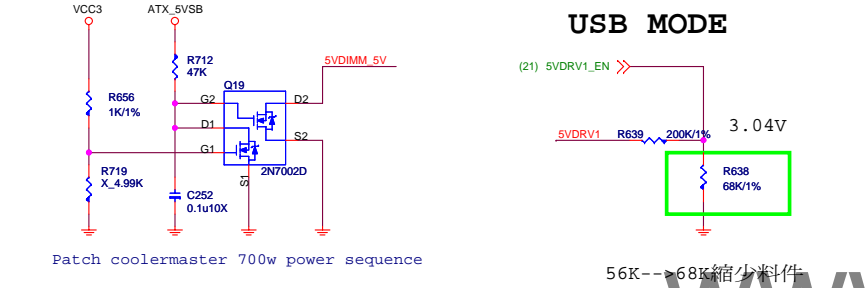 VCC3
ATX_5VSB
R712
47K
5VDIMM_5V
Q19
R656
1K/1%
G2
D2
D1
S2
G1
S1
2N7002D
R719
X_4.99K
C252
0.1u10X
Patch coolermaster 700w power sequence
USB MODE
(21) 5VDRV1_EN
3.04V
5VDRV1
R639
200K/1%
R638
68K/1%
56K-->68K縮少料件